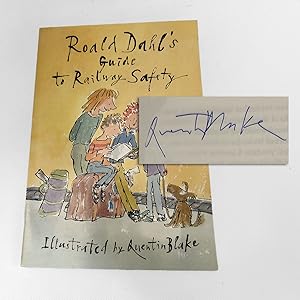 Roald Dahl's
Guide
to Railway Safety
Quentin Blake
Illustrated by Quentin Blake